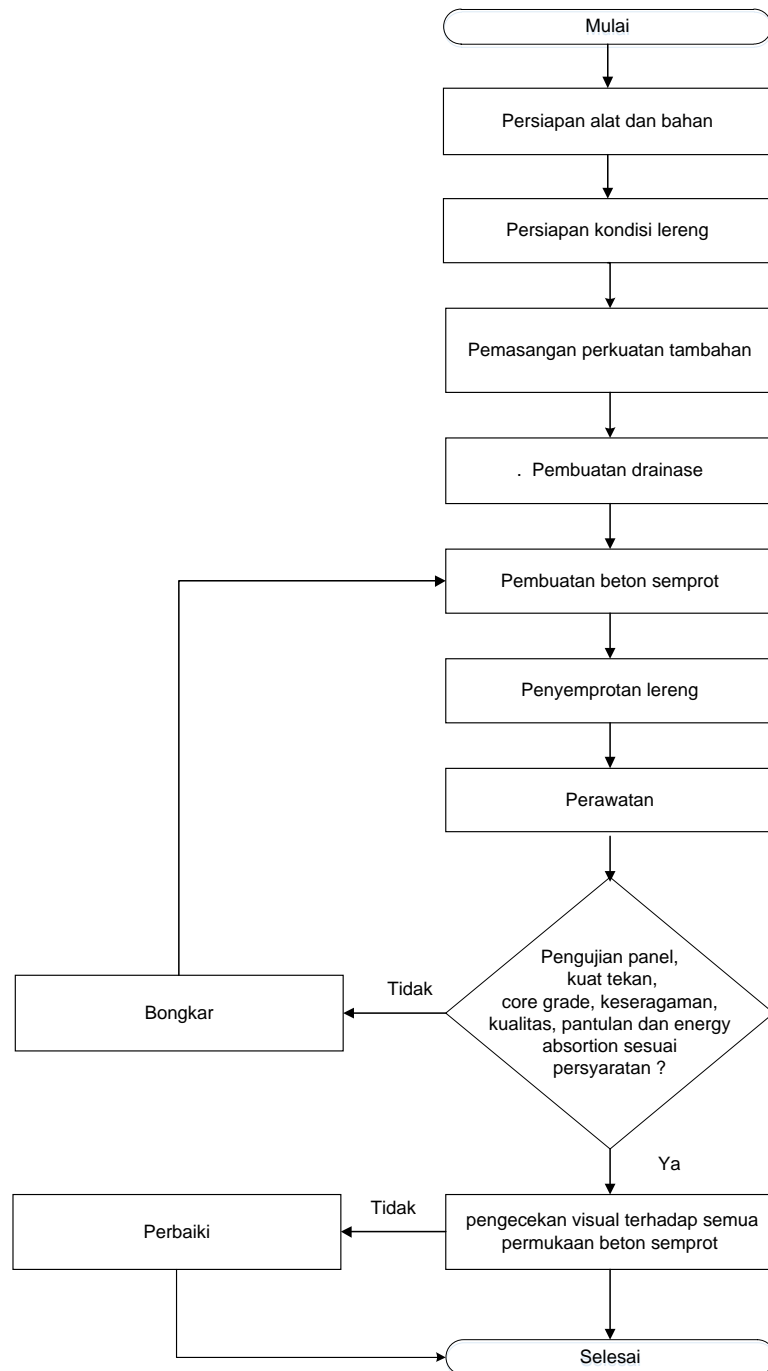 Mulai
Persiapan alat dan bahan
Persiapan kondisi lereng
Pemasangan perkuatan tambahan
. Pembuatan drainase
Pembuatan beton semprot
Penyemprotan lereng
Perawatan
Pengujian panel,
kuat tekan,
core grade, keseragaman,
kualitas, pantulan dan energy
absortion sesuai
persyaratan ?
Tidak
Bongkar
Ya
pengecekan visual terhadap semua
permukaan beton semprot
Tidak
Perbaiki
Selesai